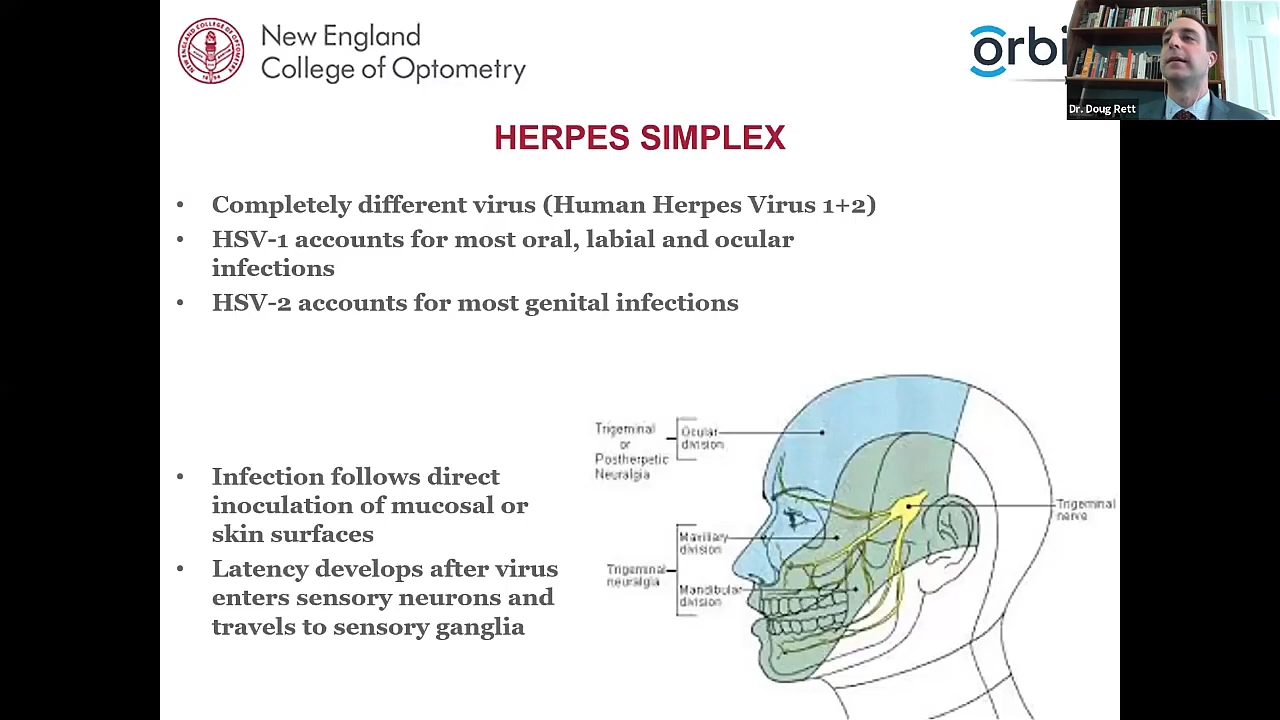 New England
College of Optometry
orbi
Dr. Doug Rett
HERPES SIMPLEX
• Completely different virus (Human Herpes Virus 1+2)
• HSV-1 accounts for most oral, labial and ocular
infections
• HSV-2 accounts for most genital infections
• Infection follows direct
inoculation of mucosal or
skin surfaces
• Latency develops after virus
enters sensory neurons and
travels to sensory ganglia
Trigeminal
or
Postherpetic
Neuralgia
Ocular
division
Trigeminal
nerve
Maxillary
division
Trigeminal
neuralgia
Mandibular
division